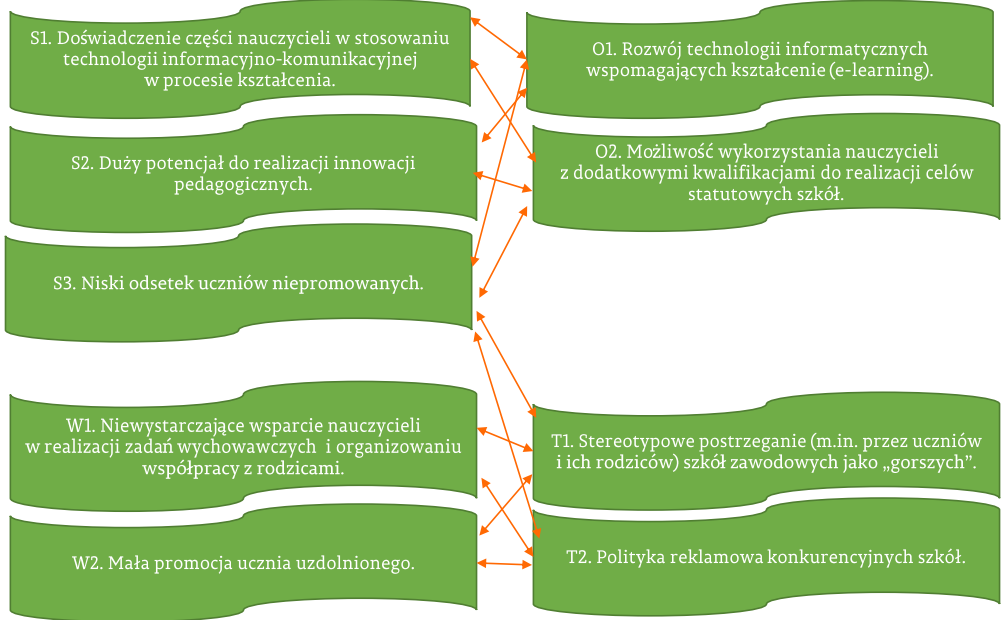 S1. Doświadczenie części nauczycieli w stosowaniu
technologii informacyjno-komunikacyjnej
w procesie kształcenia.
O1. Rozwój technologii informatycznych
wspomagających kształcenie (e-learning).
S2. Duży potencjał do realizacji innowacji
pedagogicznych.
O2. Możliwość wykorzystania nauczycieli
z dodatkowymi kwalifikacjami do realizacji celów
statutowych szkół.
S3. Niski odsetek uczniów niepromowanych.
W1. Niewystarczające wsparcie nauczycieli
w realizacji zadań wychowawczych i organizowaniu
współpracy z rodzicami.
T1. Stereotypowe postrzeganie (m.in. przez uczniów
i ich rodziców) szkół zawodowych jako „gorszych”.
W2. Mała promocja ucznia uzdolnionego.
T2. Polityka reklamowa konkurencyjnych szkół.